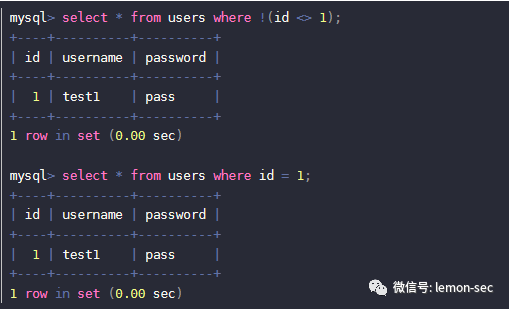 mysql> select * from users where !(id <> 1);
+----+----------+----------+
| id | username | password |
+----+----------+----------+
|  1 | test1    | pass     |
+----+----------+----------+
1 row in set (0.00 sec)
mysql> select * from users where id = 1;
+----+----------+----------+
| id | username | password |
+----+----------+----------+
|  1 | test1    | pass     |
+----+----------+----------+
1 row in set (0.00 sec)
微信号: lemon-sec